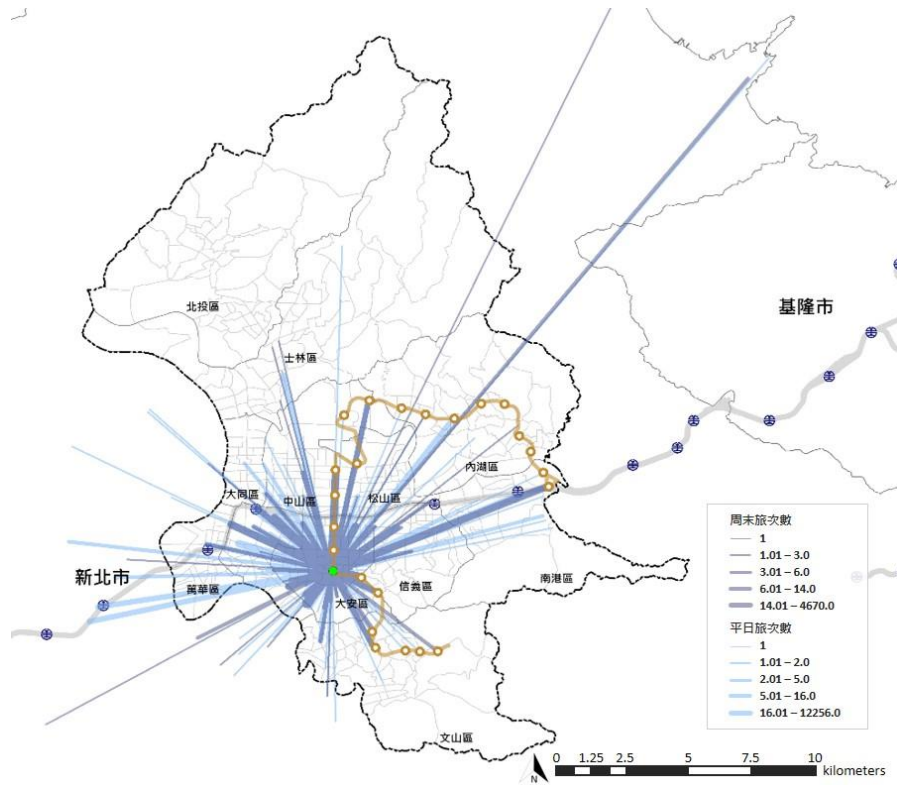 北投區
基隆市
士林區
內湖區
大同區
中山區
松山區
新北市
萬華區
信義區
南港區
大安區
文山區
周末旅次數
1
1.01 – 3.0
3.01 – 6.0
6.01 – 14.0
14.01 – 4670.0
平日旅次數
1
1.01 – 2.0
2.01 – 5.0
5.01 – 16.0
16.01 – 12256.0
N
0 1.25 2.5 5 7.5 10
kilometers